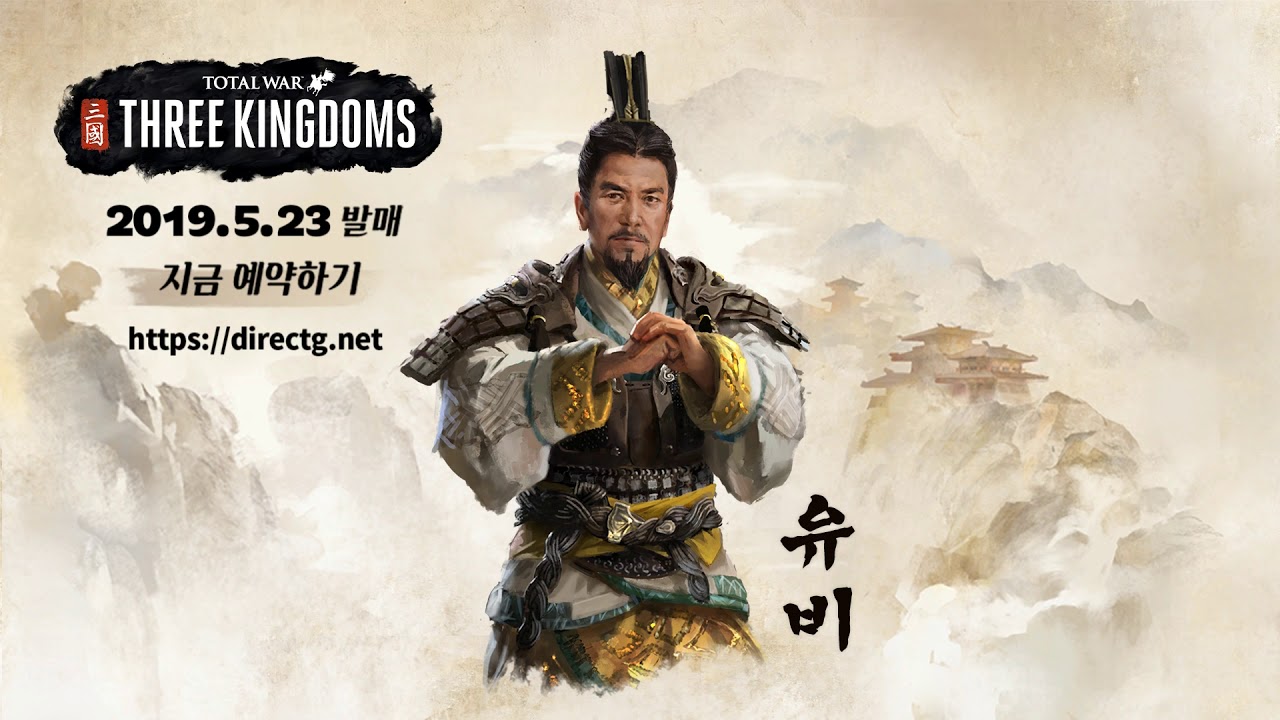 TOTAL WAR
三國
THREE KINGDOMS
2019.5.23 발매
지금 예약하기
https://directg.net
유비